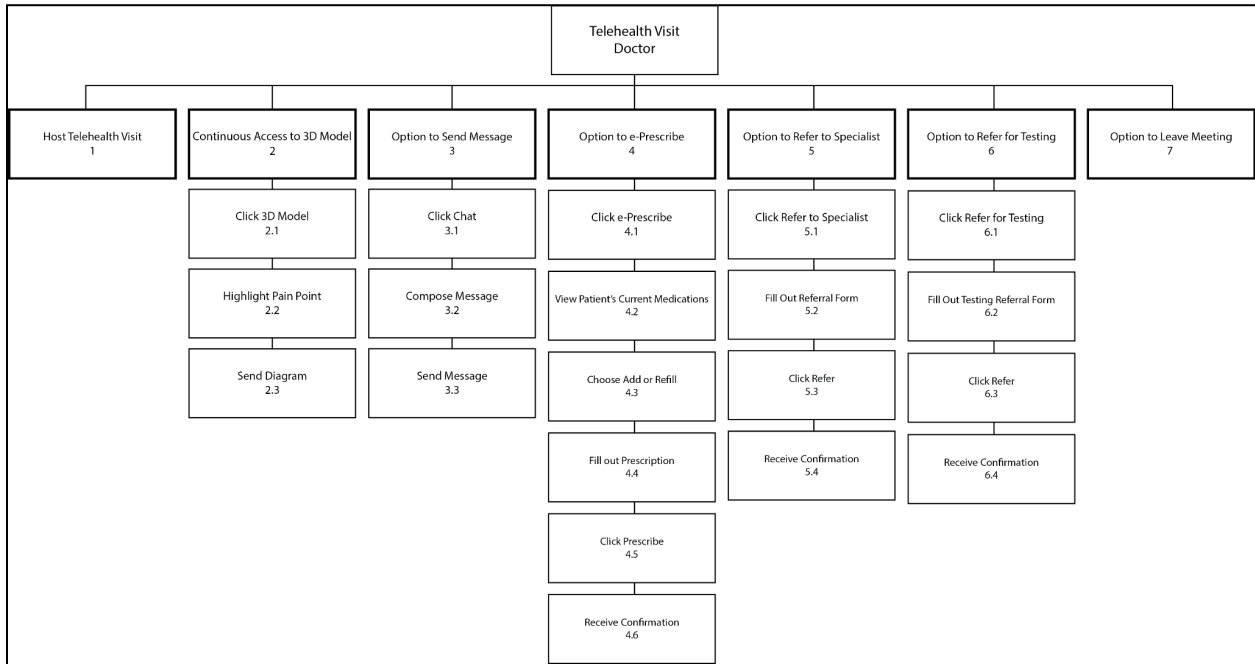 Telehealth Visit
Doctor
Host Telehealth Visit
1
Continuous Access to 3D Model
2
Option to Send Message
3
Option to e-Prescribe
4
Option to Refer to Specialist
5
Option to Refer for Testing
6
Option to Leave Meeting
7
Click 3D Model
2.1
Highlight Pain Point
2.2
Send Diagram
2.3
Click Chat
3.1
Compose Message
3.2
Send Message
3.3
Click e-Prescribe
4.1
View Patient's Current Medications
4.2
Choose Add or Refill
4.3
Fill out Prescription
4.4
Click Prescribe
4.5
Receive Confirmation
4.6
Click Refer to Specialist
5.1
Fill Out Referral Form
5.2
Click Refer
5.3
Receive Confirmation
5.4
Click Refer for Testing
6.1
Fill Out Testing Referral Form
6.2
Click Refer
6.3
Receive Confirmation
6.4